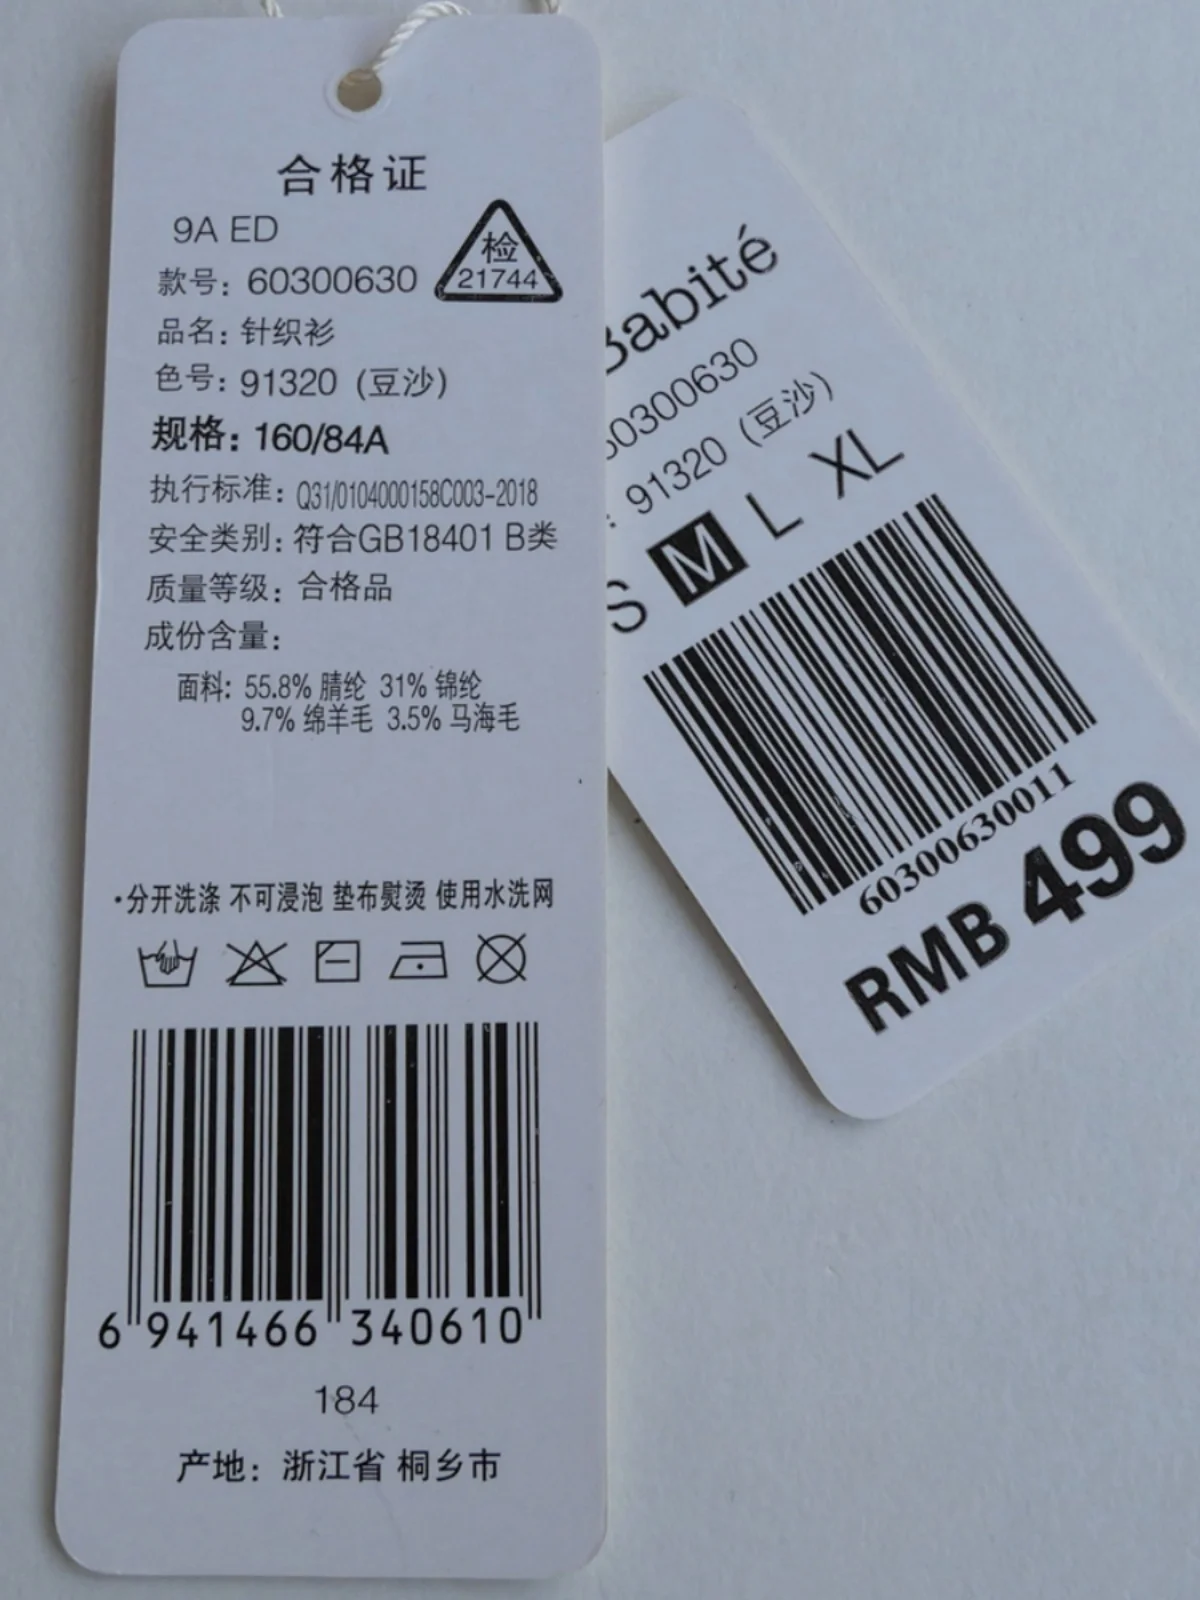 合格证
9A ED
检
21744
款号: 60300630
品名: 针织衫
色号: 91320 (豆沙)
规格: 160/84A
执行标准: Q31/0104000158C003-2018
安全类别: 符合GB18401 B类
质量等级: 合格品
成份含量:
面料: 55.8% 腈纶 31% 锦纶
9.7% 绵羊毛 3.5% 马海毛
·分开洗涤 不可浸泡 垫布熨烫 使用水洗网
6 941466 340610
184
产地: 浙江省 桐乡市
Babité
60300630
: 91320 (豆沙)
S M L XL
60300630011
RMB 499